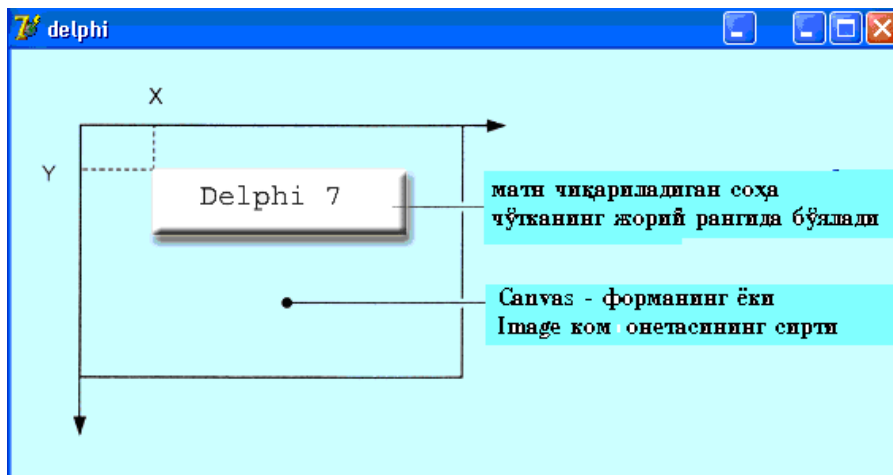 delphi
X
Y
Delphi 7
матн чиқариладиган соҳа
чўтканинг жорий рангида бўялади
Canvas - форманинг ёки
Image ком онетасининг сирти